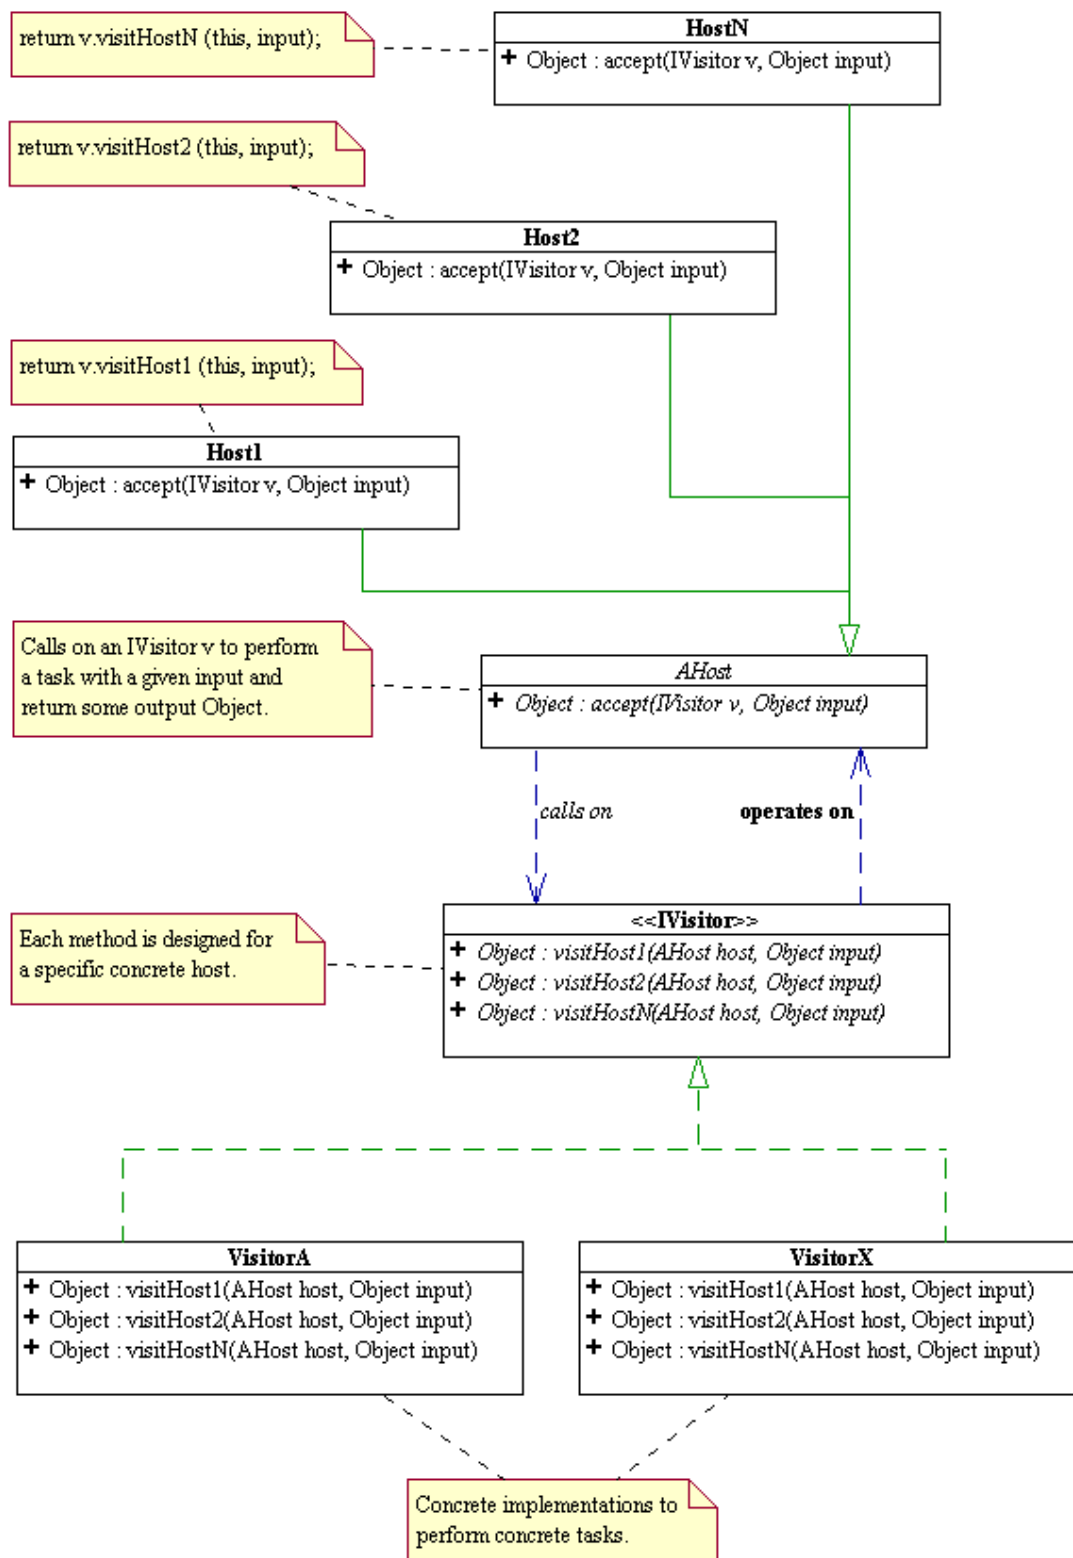 return v.visitHostN (this, input);
HostN
+ Object : accept(IVisitor v, Object input)
return v.visitHost2 (this, input);
Host2
+ Object : accept(IVisitor v, Object input)
return v.visitHost1 (this, input);
Host1
+ Object : accept(IVisitor v, Object input)
Calls on an IVisitor v to perform
a task with a given input and
return some output Object.
AHost
+ Object : accept(IVisitor v, Object input)
calls on
operates on
Each method is designed for
a specific concrete host.
<<IVisitor>>
+ Object : visitHost1(AHost host, Object input)
+ Object : visitHost2(AHost host, Object input)
+ Object : visitHostN(AHost host, Object input)
VisitorA
+ Object : visitHost1(AHost host, Object input)
+ Object : visitHost2(AHost host, Object input)
+ Object : visitHostN(AHost host, Object input)
VisitorX
+ Object : visitHost1(AHost host, Object input)
+ Object : visitHost2(AHost host, Object input)
+ Object : visitHostN(AHost host, Object input)
Concrete implementations to
perform concrete tasks.